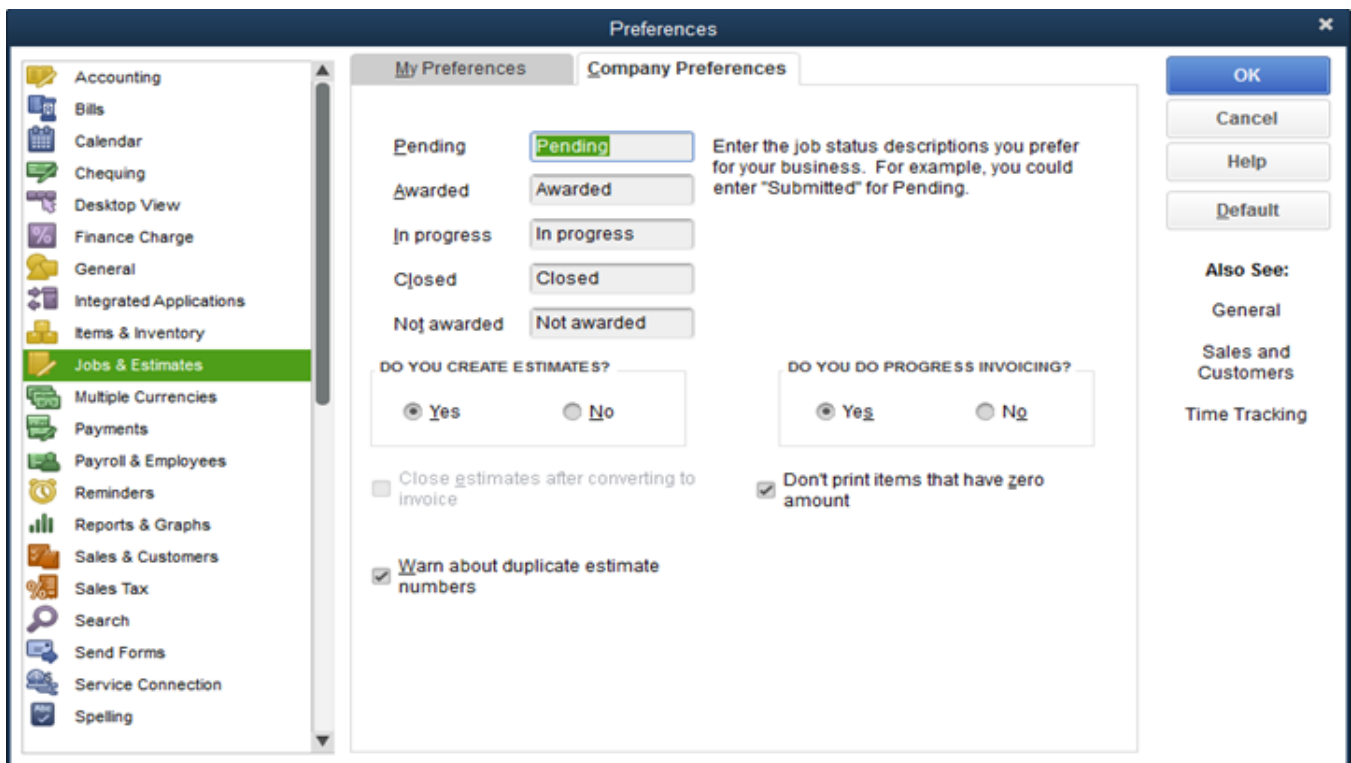 Preferences
Accounting
Bills
Calendar
Chequing
Desktop View
Finance Charge
General
Integrated Applications
Items & Inventory
Jobs & Estimates
Multiple Currencies
Payments
Payroll & Employees
Reminders
Reports & Graphs
Sales & Customers
Sales Tax
Search
Send Forms
Service Connection
Spelling
My Preferences
Company Preferences
Pending Pending
Awarded Awarded
In progress In progress
Closed Closed
Not awarded Not awarded
Enter the job status descriptions you prefer
for your business. For example, you could
enter "Submitted" for Pending.
DO YOU CREATE ESTIMATES?
Yes No
DO YOU DO PROGRESS INVOICING?
Yes No
Close estimates after converting to
invoice
Don't print items that have zero
amount
Warn about duplicate estimate
numbers
OK
Cancel
Help
Default
Also See:
General
Sales and
Customers
Time Tracking